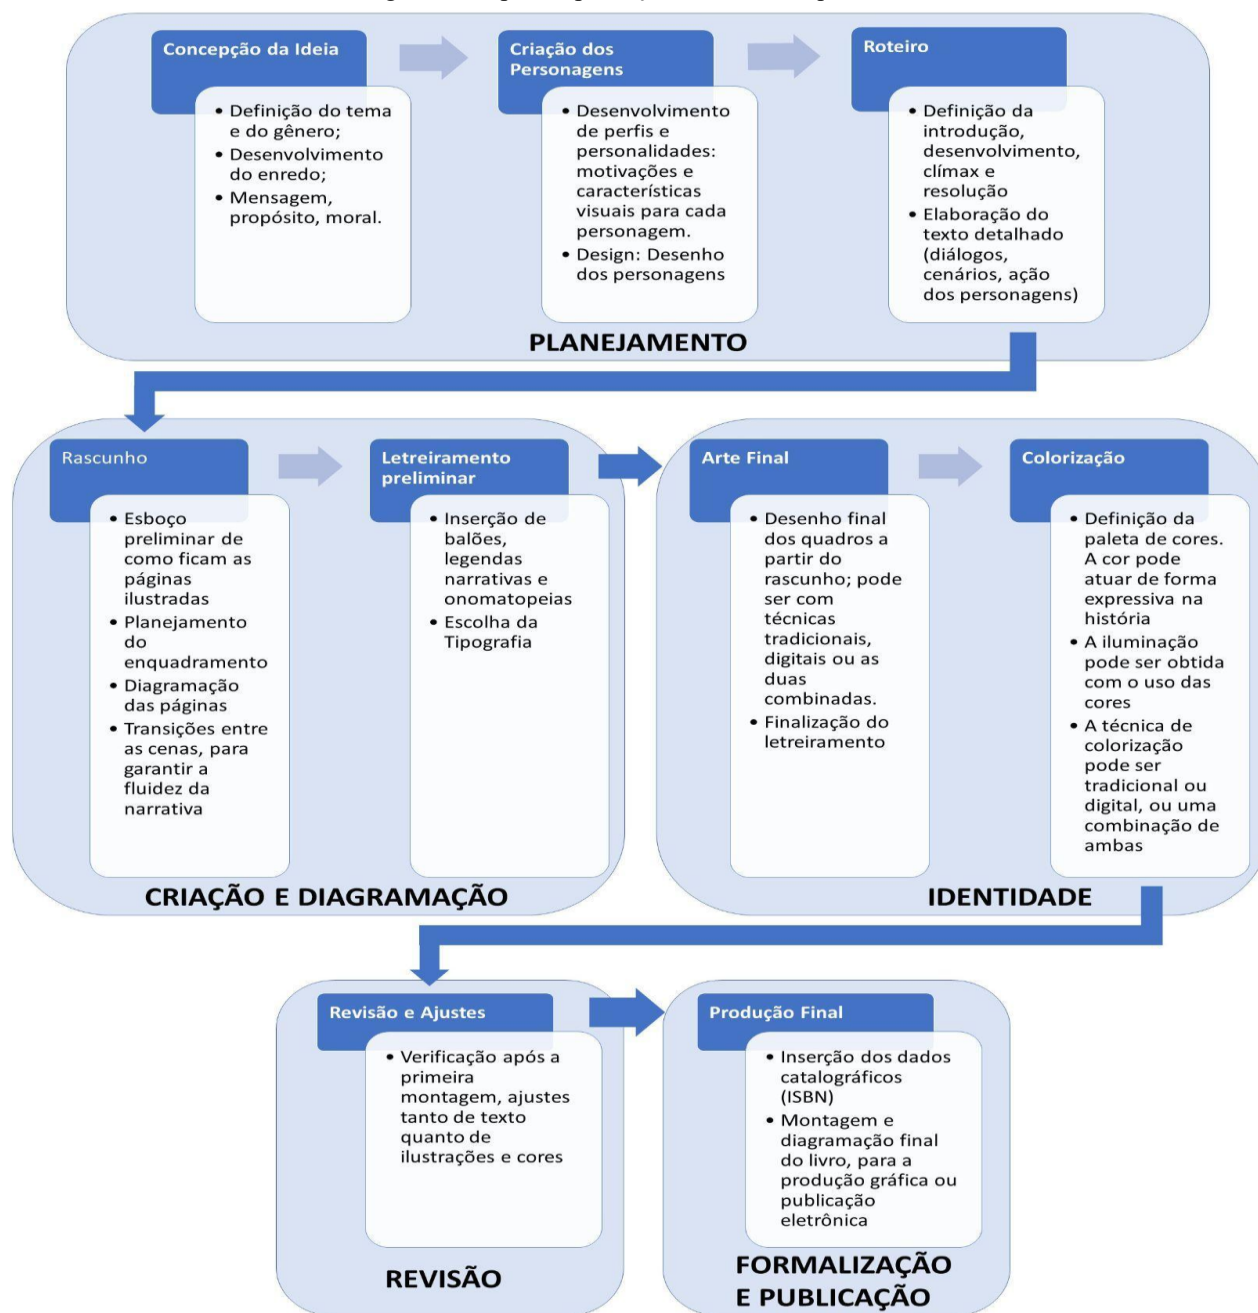 Concepção da Ideia
• Definição do tema
e do gênero;
• Desenvolvimento
do enredo;
• Mensagem,
propósito, moral.
Criação dos
Personagens
• Desenvolvimento
de perfis e
personalidades:
motivações e
características
visuais para cada
personagem.
• Design: Desenho
dos personagens
Roteiro
• Definição da
introdução,
desenvolvimento,
clímax e
resolução
• Elaboração do
texto detalhado
(diálogos,
cenários, ação
dos personagens)
PLANEJAMENTO
Rascunho
• Esboço
preliminar de
como ficam as
páginas
ilustradas
• Planejamento
do
enquadramento
• Diagramação
das páginas
• Transições entre
as cenas, para
garantir a
fluidez da
narrativa
Letreiramento
preliminar
• Inserção de
balões,
legendas
narrativas e
onomatopeias
• Escolha da
Tipografia
CRIAÇÃO E DIAGRAMAÇÃO
Arte Final
• Desenho final
dos quadros a
partir do
rascunho; pode
ser com
técnicas
tradicionais,
digitais ou as
duas
combinadas.
• Finalização do
letreiramento
Colorização
• Definição da
paleta de cores.
A cor pode
atuar de forma
expressiva na
história
• A iluminação
pode ser obtida
com o uso das
cores
• A técnica de
colorização
pode ser
tradicional ou
digital, ou uma
combinação de
ambas
IDENTIDADE
Revisão e Ajustes
• Verificação após a
primeira
montagem, ajustes
tanto de texto
quanto de
ilustrações e cores
REVISÃO
Produção Final
• Inserção dos dados
catalográficos
(ISBN)
• Montagem e
diagramação final
do livro, para a
produção gráfica ou
publicação
eletrônica
FORMALIZAÇÃO
E PUBLICAÇÃO